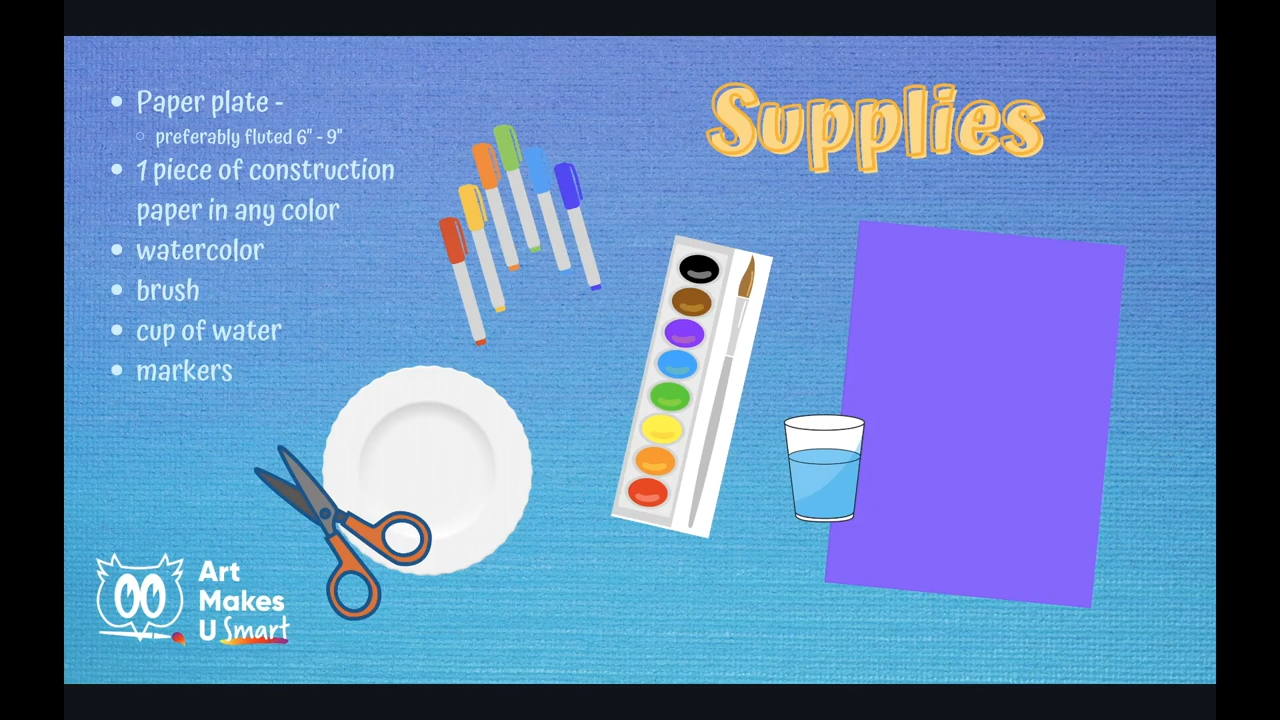 Supplies
Paper plate -
preferably fluted 6" - 9"
1 piece of construction
paper in any color
watercolor
brush
cup of water
markers
Art
Makes
U Smart